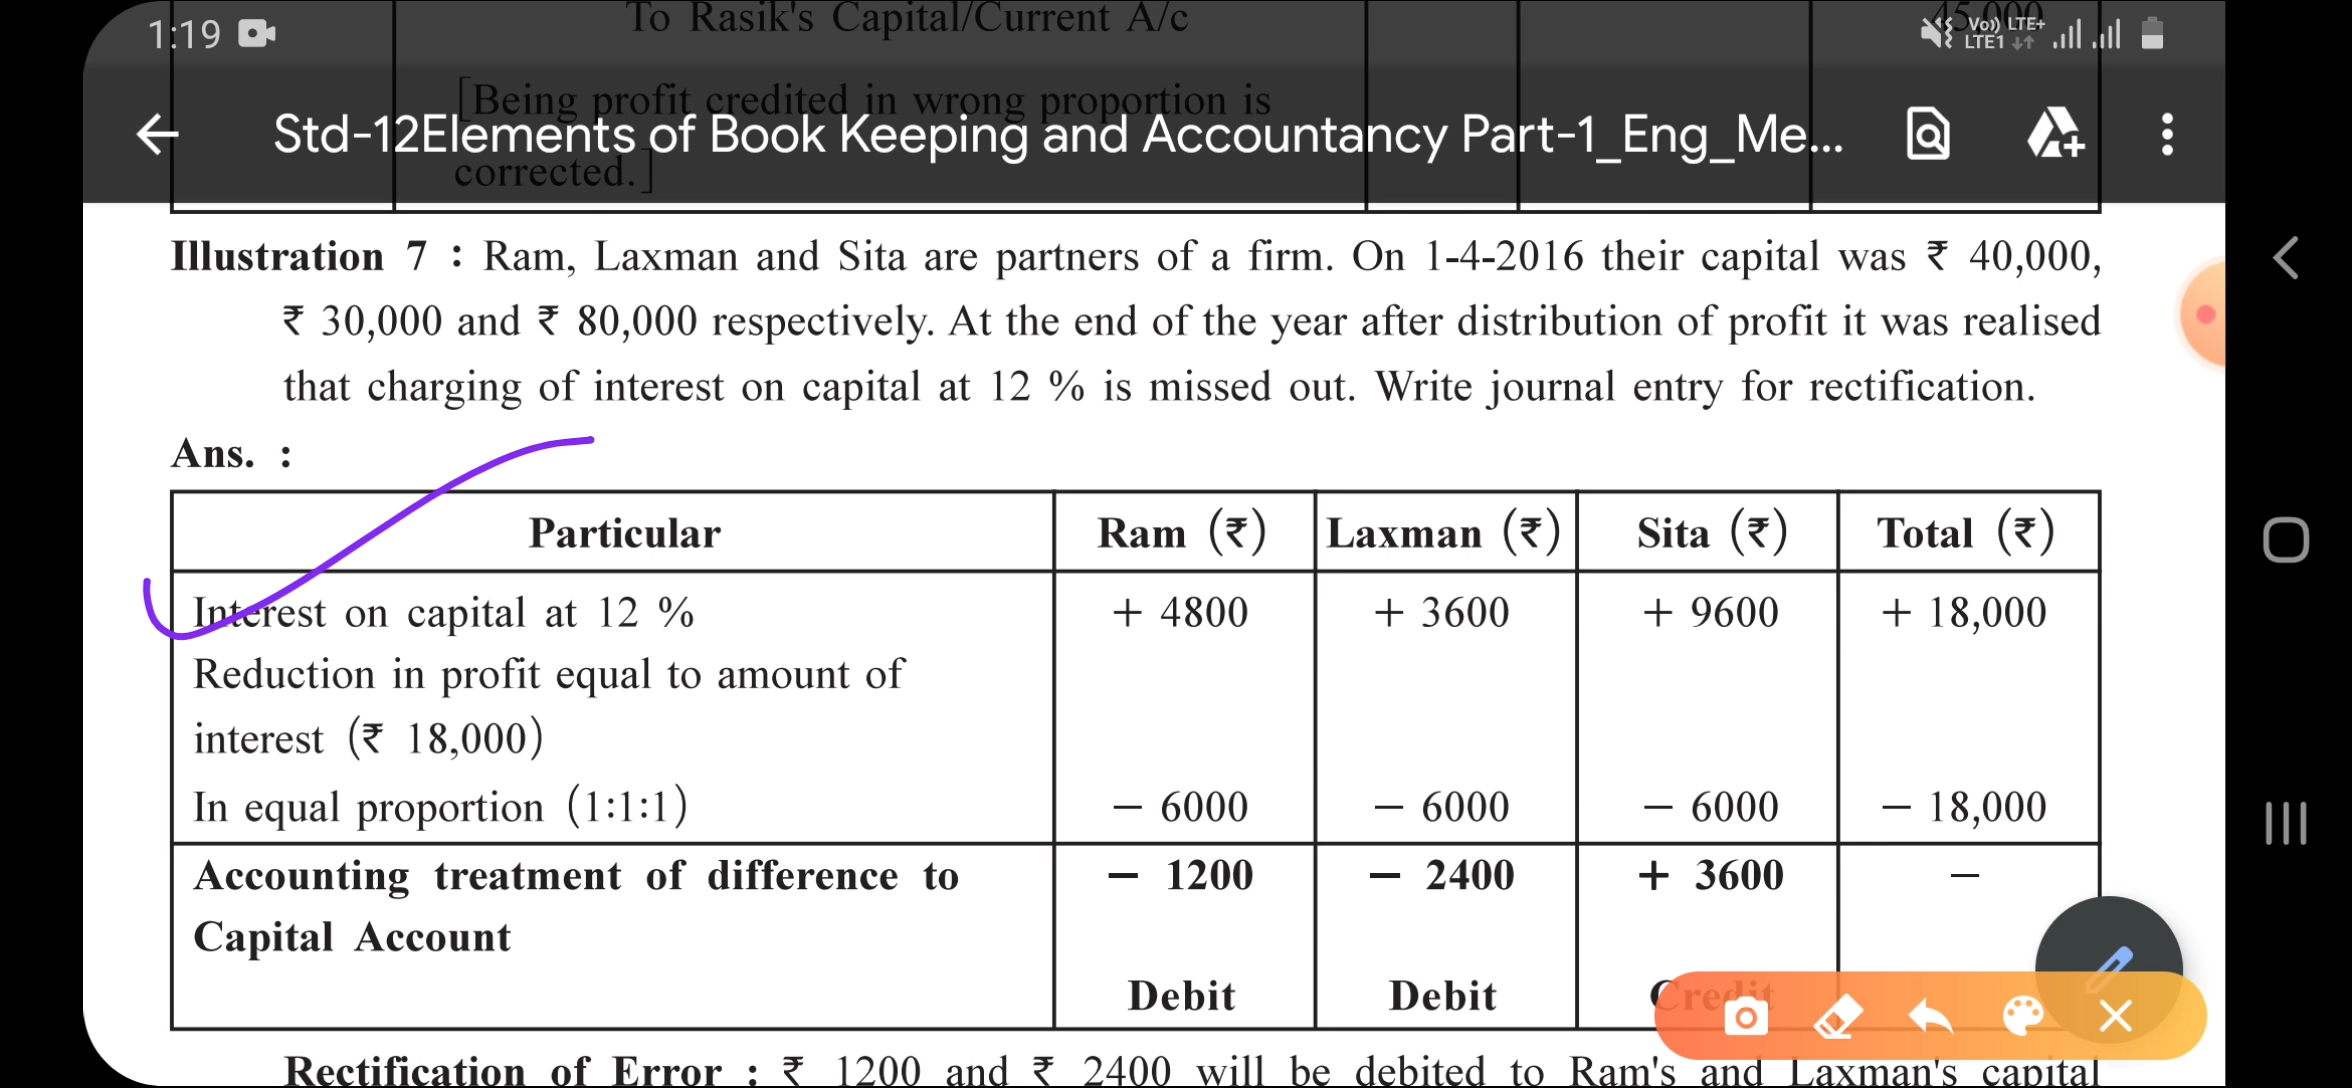 To Rasik's Capital/Current A/c 45,000
1:19 Vo)) LTE+ LTE1
[Being profit credited in wrong proportion is
Std-12Elements of Book Keeping and Accountancy Part-1_Eng_Me...
corrected.]
Illustration 7 : Ram, Laxman and Sita are partners of a firm. On 1-4-2016 their capital was ₹ 40,000,
₹ 30,000 and ₹ 80,000 respectively. At the end of the year after distribution of profit it was realised
that charging of interest on capital at 12 % is missed out. Write journal entry for rectification.
Ans. :
Particular Ram (₹) Laxman (₹) Sita (₹) Total (₹)
Interest on capital at 12 % + 4800 + 3600 + 9600 + 18,000
Reduction in profit equal to amount of
interest (₹ 18,000)
In equal proportion (1:1:1) − 6000 − 6000 − 6000 − 18,000
Accounting treatment of difference to − 1200 − 2400 + 3600 −
Capital Account
Debit Debit Credit
Rectification of Error : ₹ 1200 and ₹ 2400 will be debited to Ram's and Laxman's capital